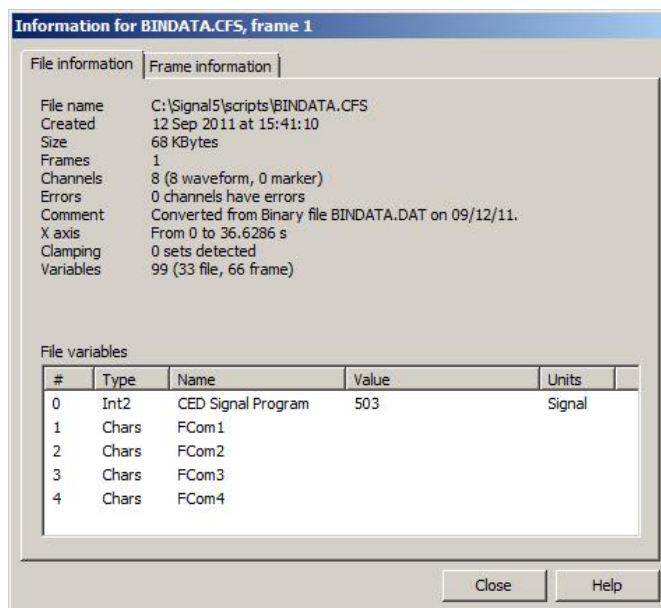 Information for BINDATA.CFS, frame 1
File information Frame information
File name C:\Signal5\scripts\BINDATA.CFS
Created 12 Sep 2011 at 15:41:10
Size 68 KBytes
Frames 1
Channels 8 (8 waveform, 0 marker)
Errors 0 channels have errors
Comment Converted from Binary file BINDATA.DAT on 09/12/11.
X axis From 0 to 36.6286 s
Clamping 0 sets detected
Variables 99 (33 file, 66 frame)
File variables
# Type Name Value Units
0 Int2 CED Signal Program 503 Signal
1 Chars FCom1
2 Chars FCom2
3 Chars FCom3
4 Chars FCom4
Close Help